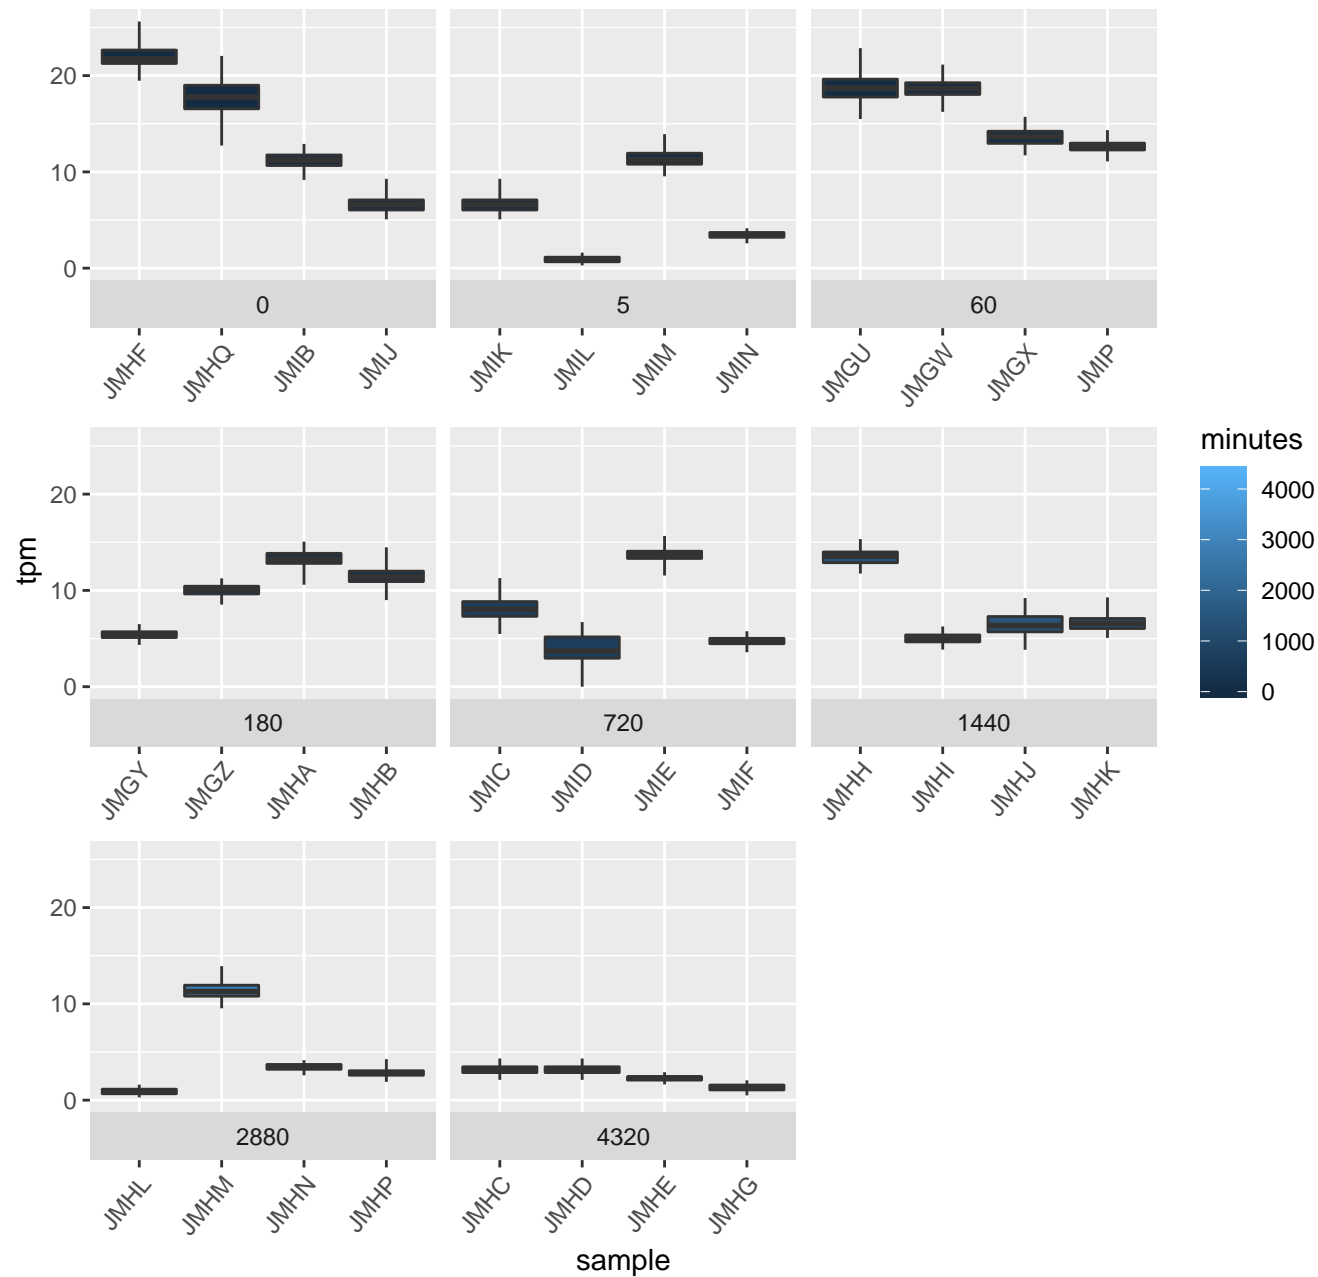 20
10
0
0
5
60
JMHF
JMHQ
JMIB
JMIJ
JMIK
JMIL
JMIM
JMIN
JMGU
JMGW
JMGX
JMIP
20
10
0
180
720
1440
JMGY
JMGZ
JMHA
JMHB
JMIC
JMID
JMIE
JMIF
JMHH
JMHI
JMHJ
JMHK
20
10
0
2880
4320
JMHL
JMHM
JMHN
JMHP
JMHC
JMHD
JMHE
JMHG
sample
tpm
minutes
4000
3000
2000
1000
0